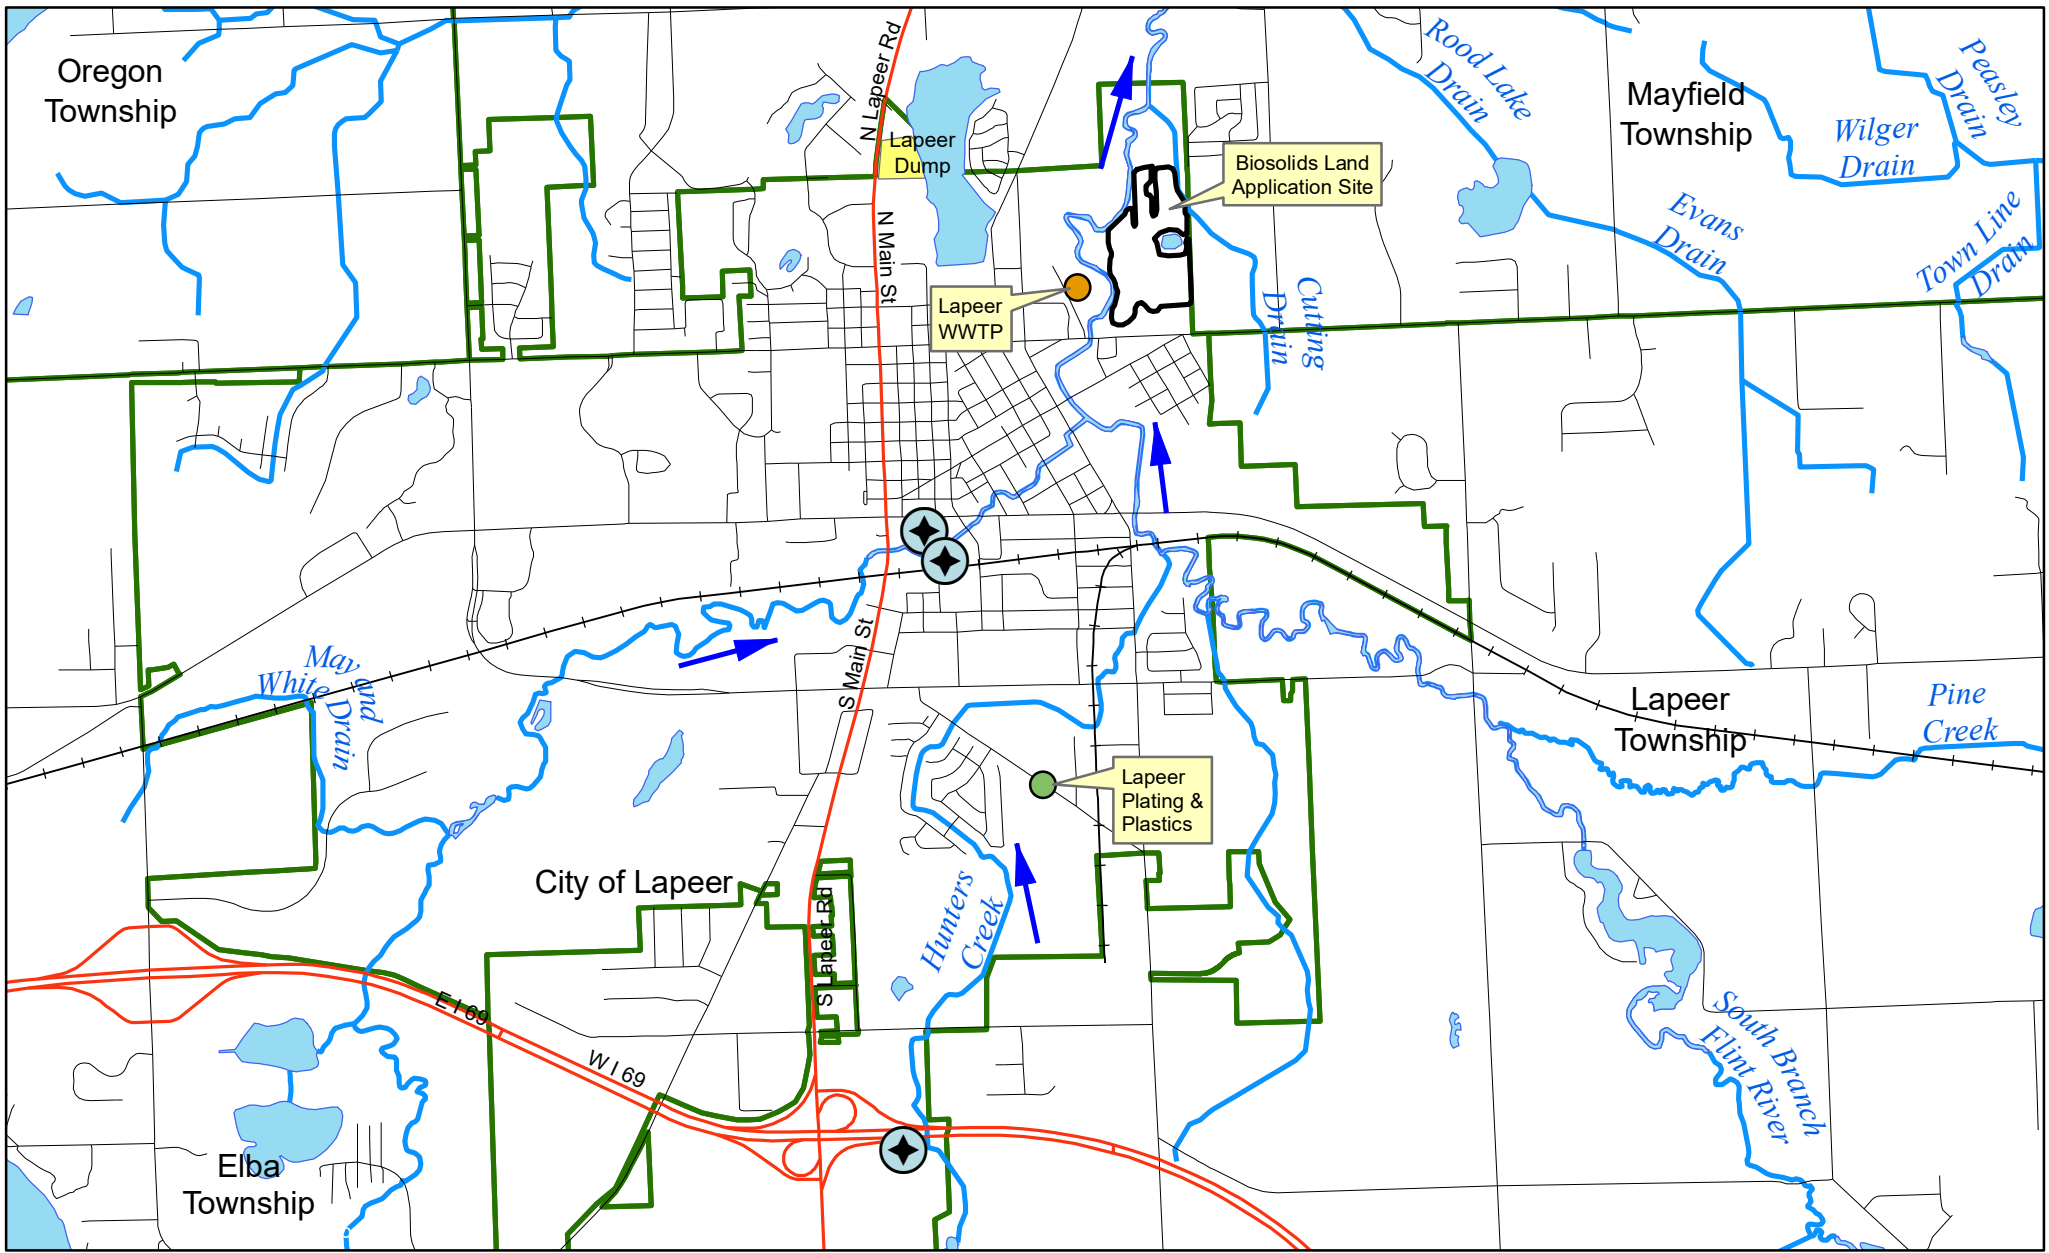 Oregon
Township
N Lapeer Rd
Lapeer
Dump
Rood Lake
Drain
Mayfield
Township
Peasley
Drain
Wilger
Drain
Biosolids Land
Application Site
Evans
Drain
Town Line
Drain
N Main St
Lapeer
WWTP
Cutting
Drain
May and
White Drain
S Main St
Lapeer
Township
Pine
Creek
Lapeer
Plating &
Plastics
City of Lapeer
S Lapeer Rd
Hunters
Creek
E I 69
W I 69
South Branch
Flint River
Elba
Township